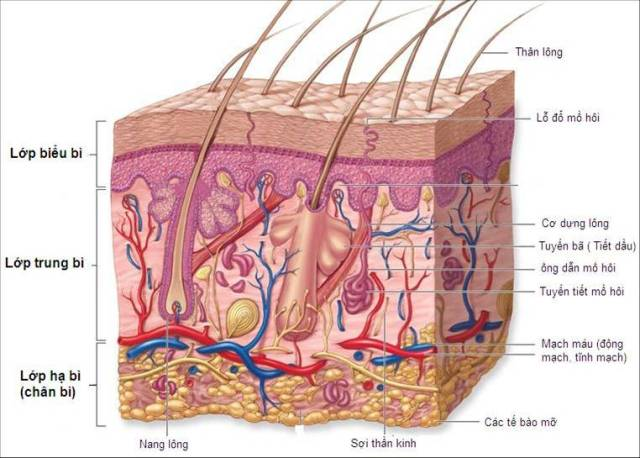 Thân lông
Lỗ đổ mồ hôi
Lớp biểu bì
Cơ dựng lông
Tuyến bã ( Tiết dầu)
ống dẫn mô hôi
Lớp trung bì
Tuyến tiết mồ hôi
Mạch máu (động
mạch, tĩnh mạch)
Lớp hạ bì
(chân bì)
Các tế bào mỡ
Nang lông
Sợi thần kinh